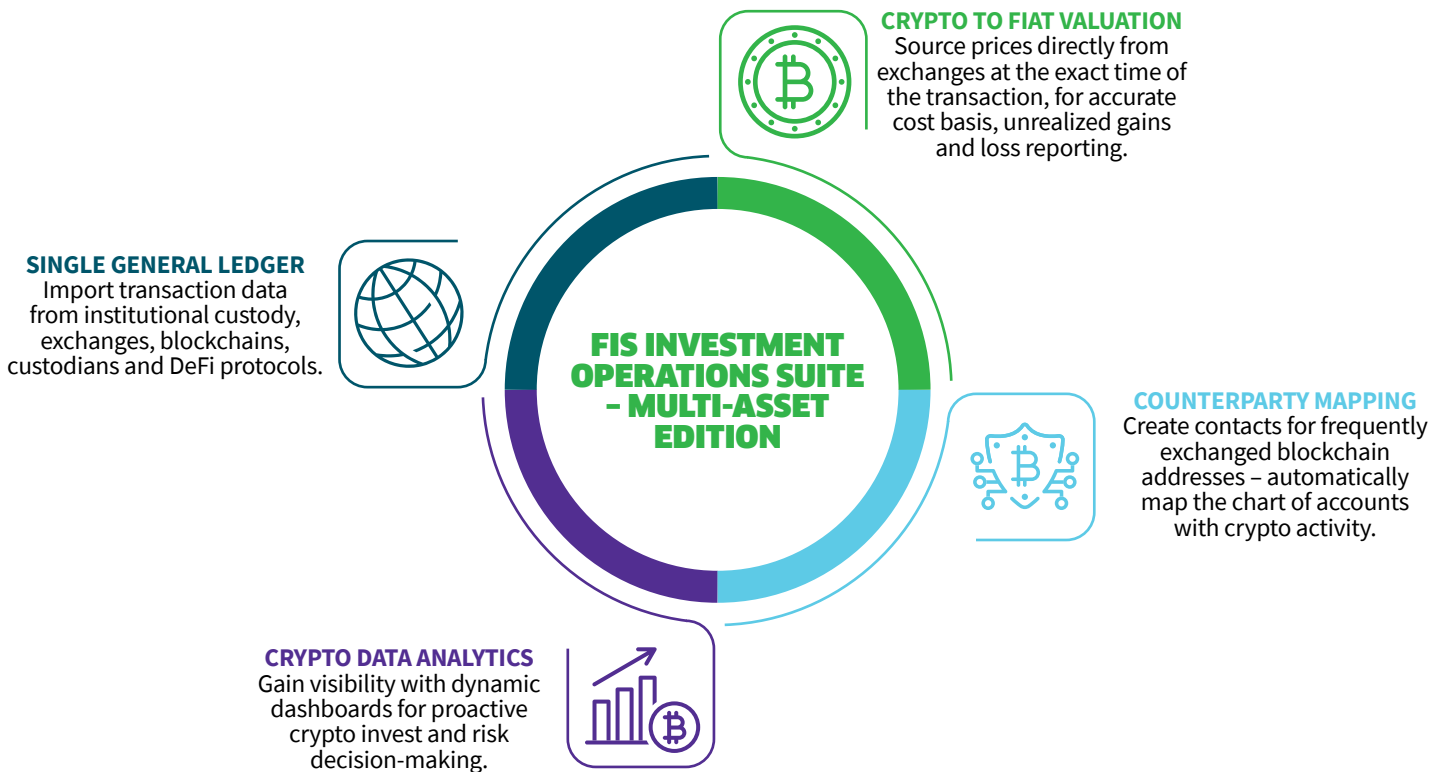 CRYPTO TO FIAT VALUATION
Source prices directly from
exchanges at the exact time of
the transaction, for accurate
cost basis, unrealized gains
and loss reporting.
SINGLE GENERAL LEDGER
Import transaction data
from institutional custody,
exchanges, blockchains,
custodians and DeFi protocols.
FIS INVESTMENT
OPERATIONS SUITE
– MULTI-ASSET
EDITION
COUNTERPARTY MAPPING
Create contacts for frequently
exchanged blockchain
addresses – automatically
map the chart of accounts
with crypto activity.
CRYPTO DATA ANALYTICS
Gain visibility with dynamic
dashboards for proactive
crypto invest and risk
decision-making.